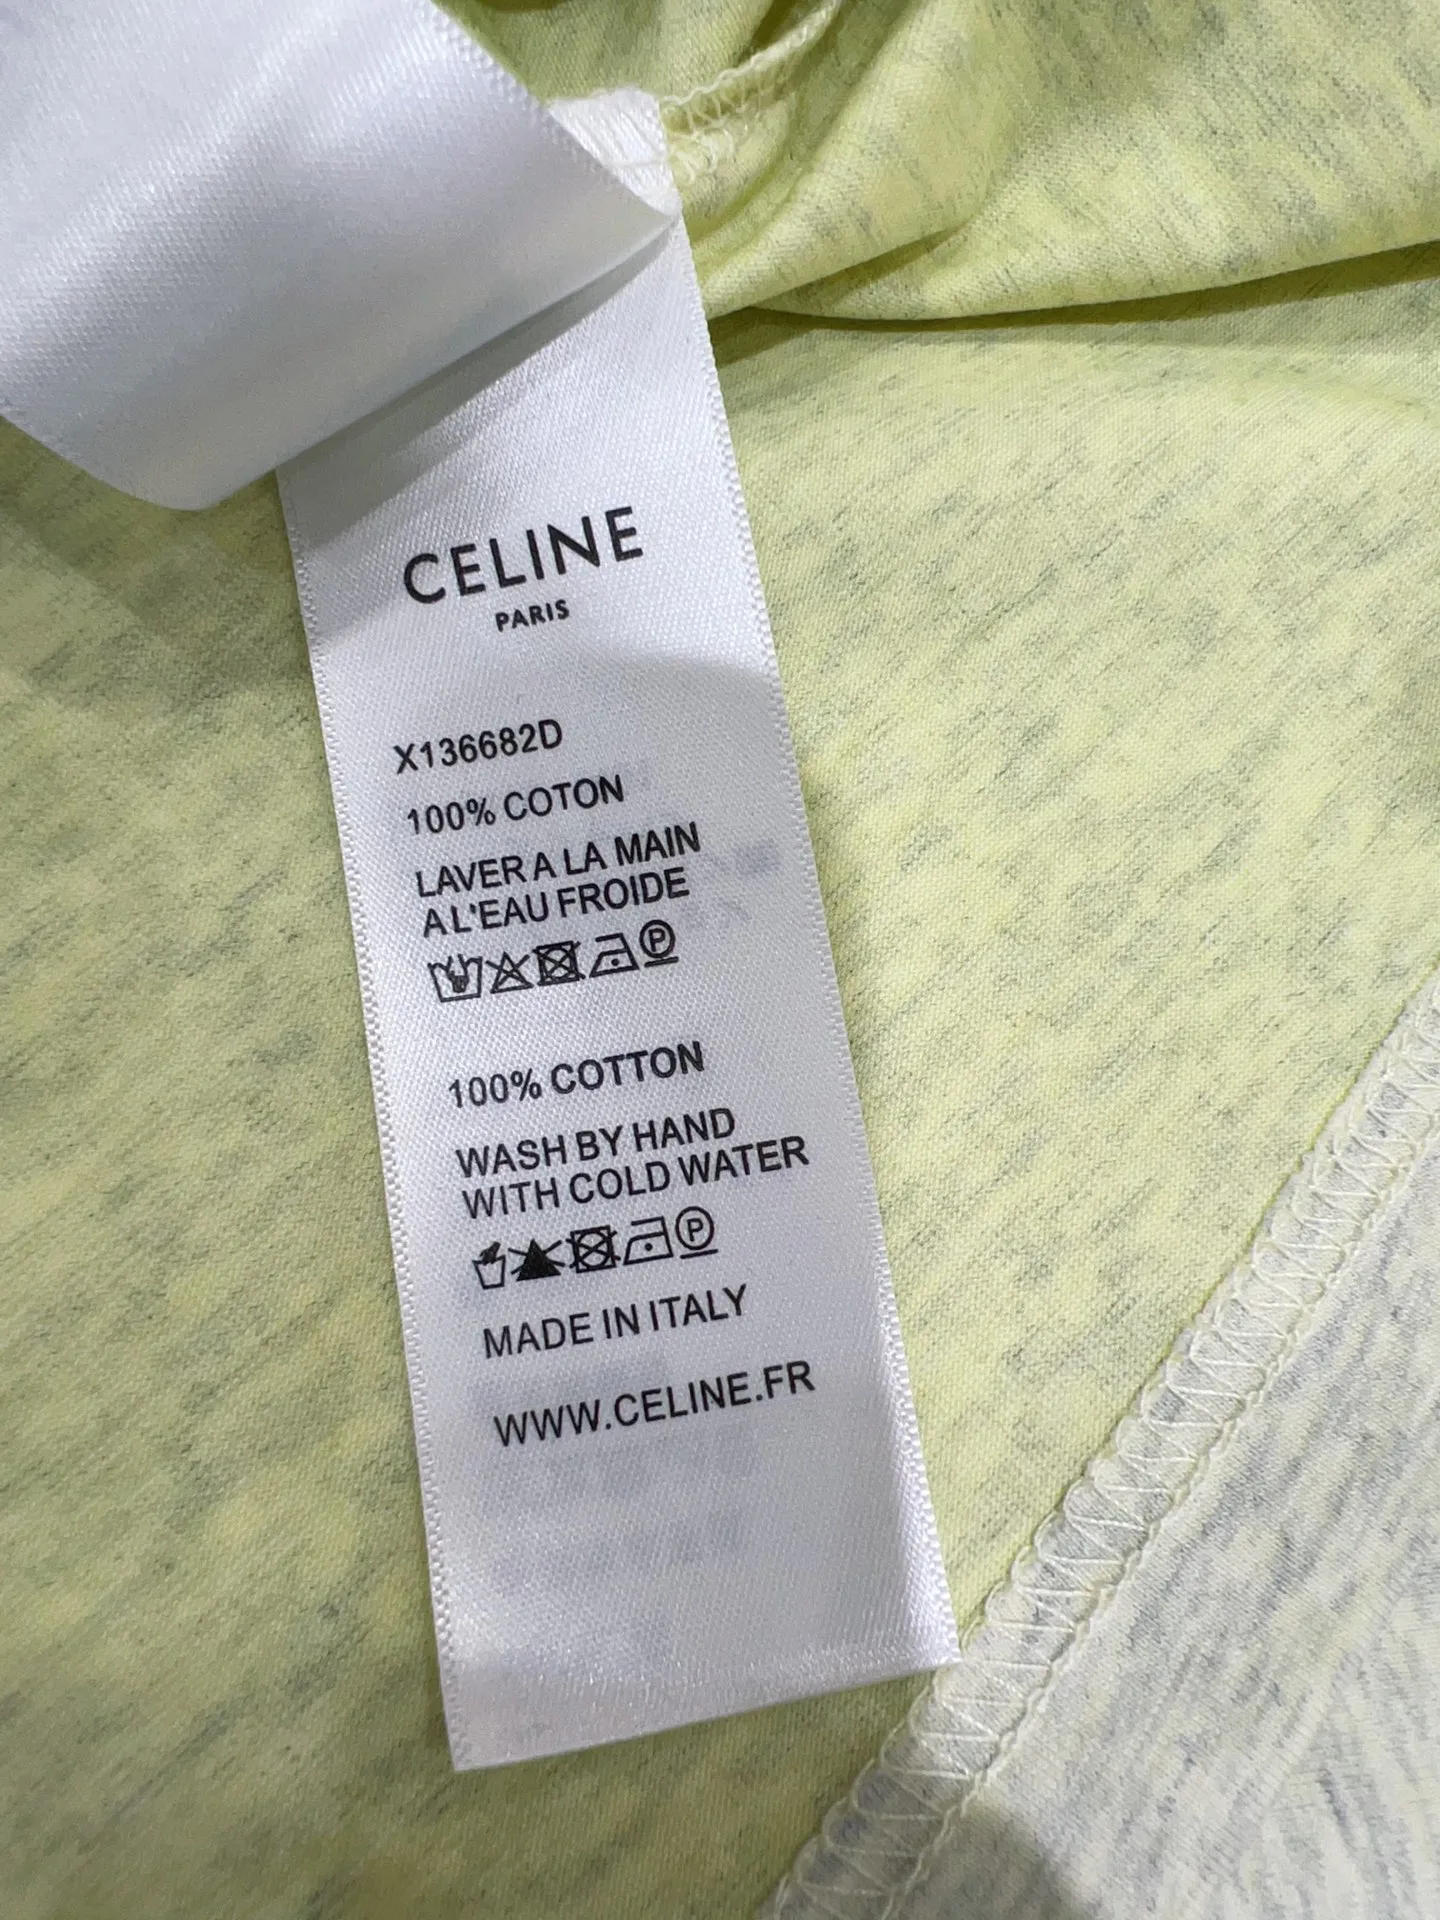 CELINE
PARIS
X136682D
100% COTON
LAVER A LA MAIN
A L'EAU FROIDE
P
100% COTTON
WASH BY HAND
WITH COLD WATER
P
MADE IN ITALY
WWW.CELINE.FR